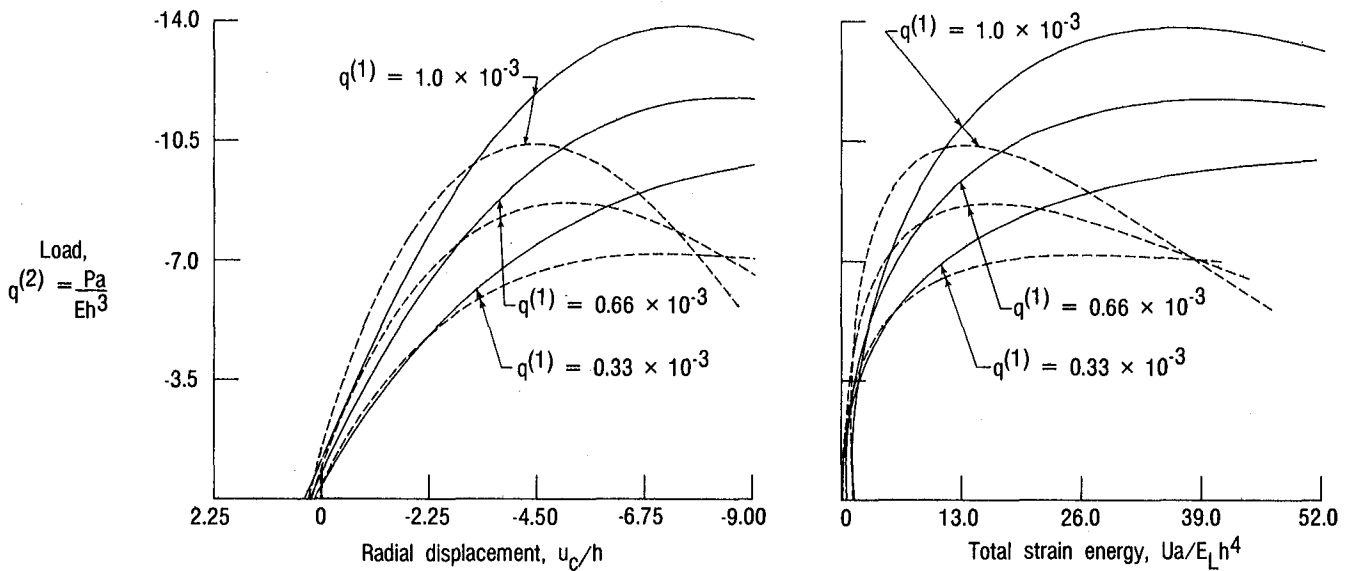 -14.0
-10.5
-7.0
-3.5
Load,
q(2) = Pa
Eh3
q(1) = 1.0 × 10-3
q(1) = 0.66 × 10-3
q(1) = 0.33 × 10-3
2.25 0 -2.25 -4.50 -6.75 -9.00
Radial displacement, uc/h
q(1) = 1.0 × 10-3
q(1) = 0.66 × 10-3
q(1) = 0.33 × 10-3
0 13.0 26.0 39.0 52.0
Total strain energy, Ua/ELh4